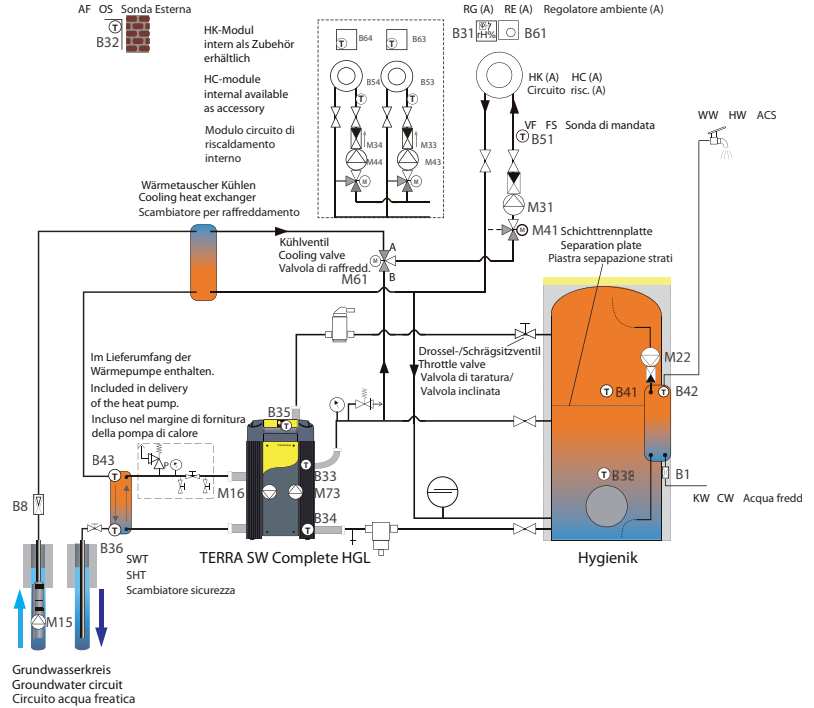 AF OS Sonda Esterna
B32
HK-Modul
intern als Zubehör
erhältlich
HC-module
internal available
as accessory
Modulo circuito di
riscaldamento
interno
B64
B63
B54
B53
T
T
T
T
T
M34
M33
M44
M43
M
M
RG (A) RE (A) Regolatore ambiente (A)
B31
rH%
B61
HK (A) HC (A)
Circuito risc. (A)
VF FS Sonda di mandata
T
B51
M31
M
M41
WW HW ACS
Wärmetauscher Kühlen
Cooling heat exchanger
Scambiatore per raffreddamento
Kühlventil
Cooling valve
Valvola di raffredd.
A
M
B
M61
Schichttrennplatte
Separation plate
Piastra sepapazione strati
Drossel-/Schrägsitzventil
Throttle valve
Valvola di taratura/
Valvola inclinata
M22
T
B41
T
B42
T
B38
B1
KW CW Acqua fredd
Im Lieferumfang der
Wärmepumpe enthalten.
Included in delivery
of the heat pump.
Incluso nel margine di fornitura
della pompa di calore
B35
T
B43
T
P
T
B33
M16
M73
T
B34
B8
T
B36
TERRA SW Complete HGL
Hygienik
SWT
SHT
Scambiatore sicurezza
M15
Grundwasserkreis
Groundwater circuit
Circuito acqua freatica